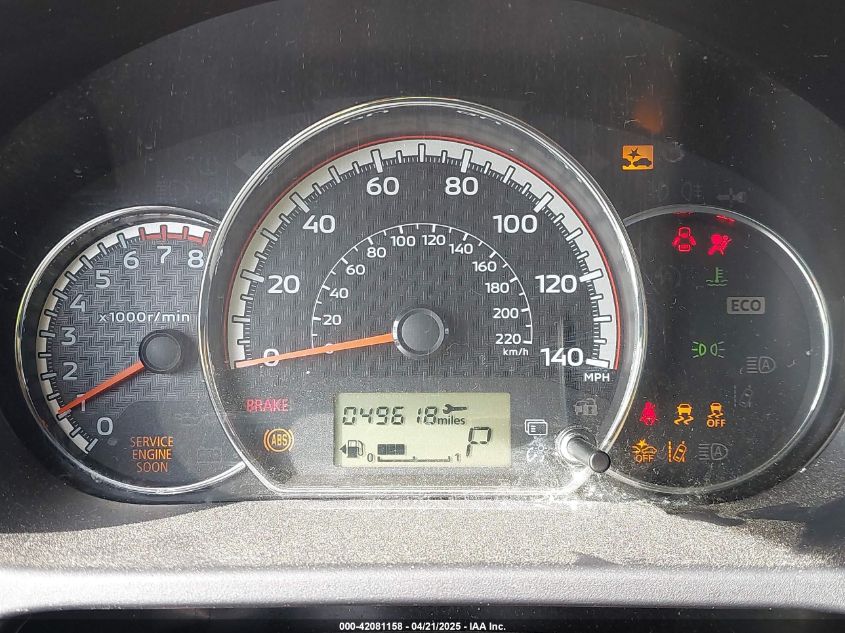 8
7
6
5
4
3
2
1
0
x1000r/min
SERVICE
ENGINE
SOON
0
20
40
60
80
100
120
140
MPH
0
20
40
60
80
100
120
140
160
180
200
220
km/h
BRAKE
ABS
049618 miles
0 1
P
ECO
A
OFF
OFF
A
000-42081158 - 04/21/2025 - IAA Inc.